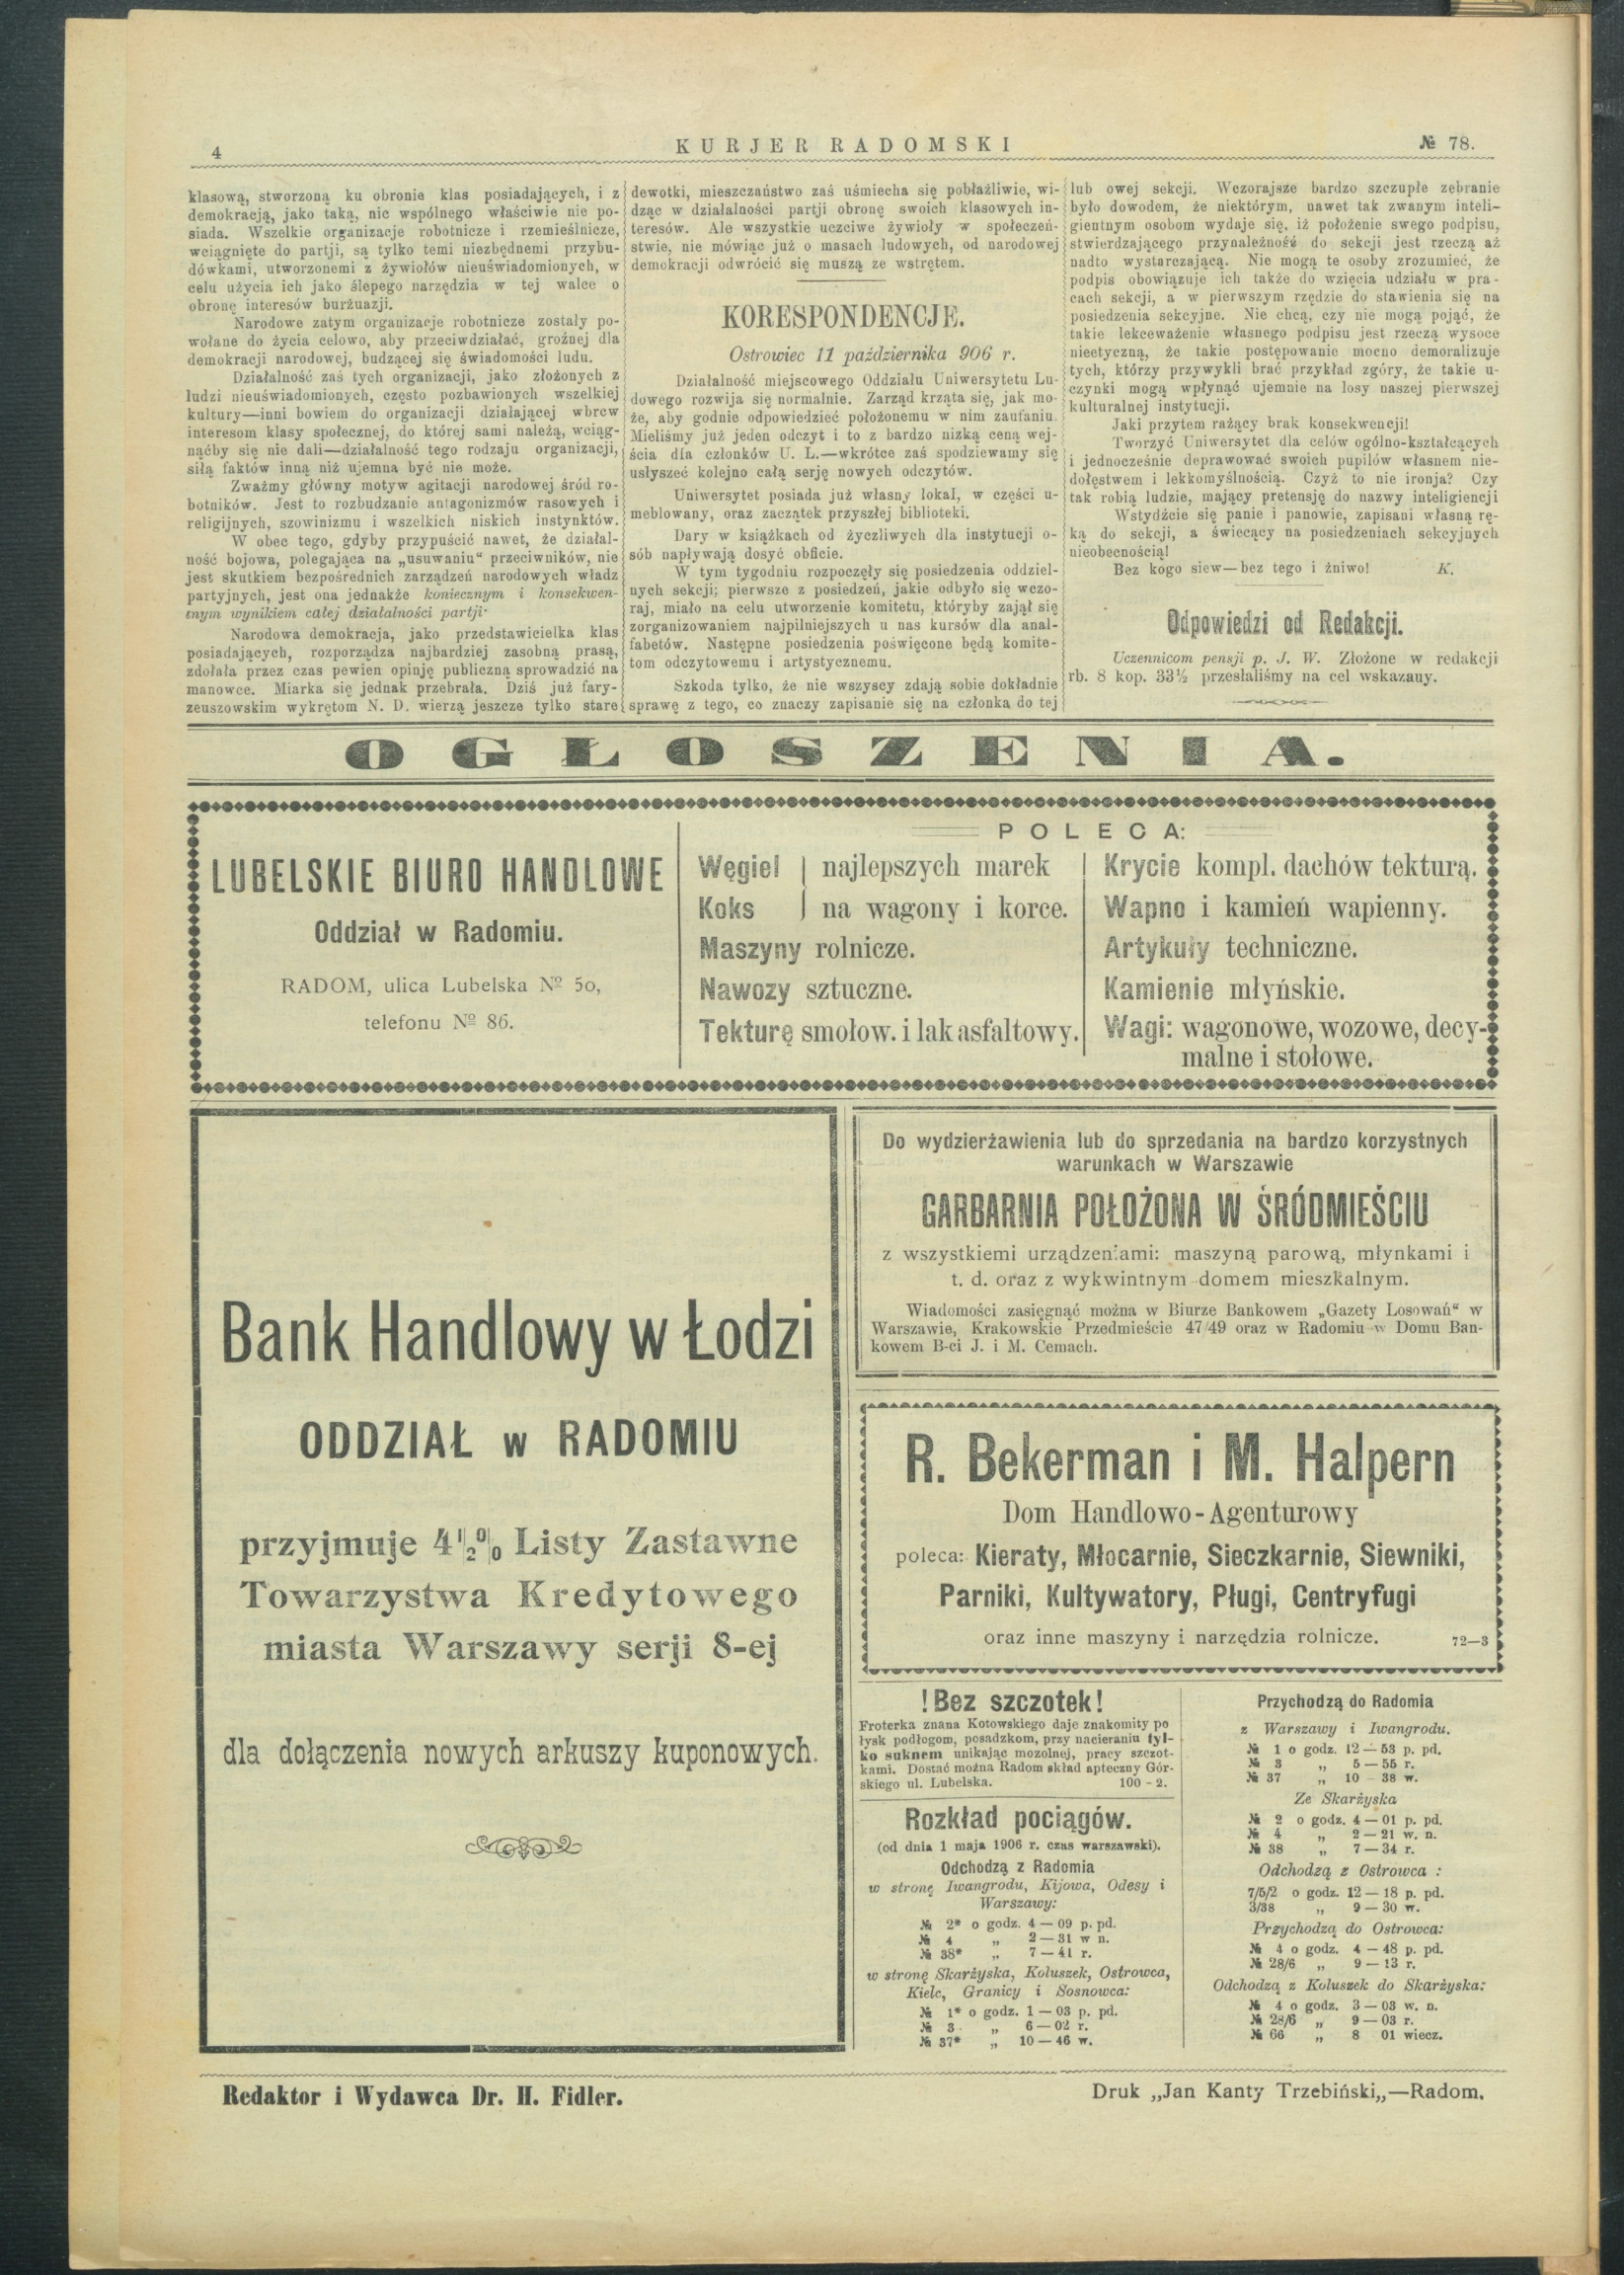 4
KURJER RADOMSKI
№ 78.
klasową, stworzoną ku obronie klas posiadających, i z
demokracją, jako taką, nic wspólnego właściwie nie po-
siada. Wszelkie organizacje robotnicze i rzemieślnicze,
wciągnięte do partji, są tylko temi niezbędnemi przybu-
dówkami, utworzonemi z żywiołów nieuświadomionych, w
celu użycia ich jako ślepego narzędzia w tej walce o
obronę interesów burżuazji.
Narodowe zatym organizacje robotnicze zostały po-
wołane do życia celowo, aby przeciwdziałać, groźnej dla
demokracji narodowej, budzącej się świadomości ludu.
Działalność zaś tych organizacji, jako złożonych z
ludzi nieuświadomionych, często pozbawionych wszelkiej
kultury—inni bowiem do organizacji działającej wbrew
interesom klasy społecznej, do której sami należą, wciąg-
nąćby się nie dali—działalność tego rodzaju organizacji,
siłą faktów inną niż ujemna być nie może.
Zważmy główny motyw agitacji narodowej śród ro-
botników. Jest to rozbudzanie antagonizmów rasowych i
religijnych, szowinizmu i wszelkich niskich instynktów.
W obec tego, gdyby przypuścić nawet, że działal-
ność bojowa, polegająca na „usuwaniu“ przeciwników, nie
jest skutkiem bezpośrednich zarządzeń narodowych władz
partyjnych, jest ona jednakże koniecznym i konsekwen-
tnym wynikiem całej działalności partji·
Narodowa demokracja, jako przedstawicielka klas
posiadających, rozporządza najbardziej zasobną prasą,
zdołała przez czas pewien opinję publiczną sprowadzić na
manowce. Miarka się jednak przebrała. Dziś już fary-
zeuszowskim wykrętom N. D. wierzą jeszcze tylko stare
dewotki, mieszczaństwo zaś uśmiecha się pobłażliwie, wi-
dząc w działalności partji obronę swoich klasowych in-
teresów. Ale wszystkie uczciwe żywioły w społeczeń-
stwie, nie mówiąc już o masach ludowych, od narodowej
demokracji odwrócić się muszą ze wstrętem.
KORESPONDENCJE.
Ostrowiec 11 października 906 r.
Działalność miejscowego Oddziału Uniwersytetu Lu-
dowego rozwija się normalnie. Zarząd krząta się, jak mo-
że, aby godnie odpowiedzieć położonemu w nim zaufaniu.
Mieliśmy już jeden odczyt i to z bardzo nizką ceną wej-
ścia dla członków U. L.—wkrótce zaś spodziewamy się
usłyszeć kolejno całą serję nowych odczytów.
Uniwersytet posiada już własny lokal, w części u-
meblowany, oraz zaczątek przyszłej biblioteki.
Dary w książkach od życzliwych dla instytucji o-
sób napływają dosyć obficie.
W tym tygodniu rozpoczęły się posiedzenia oddziel-
nych sekcji; pierwsze z posiedzeń, jakie odbyło się wczo-
raj, miało na celu utworzenie komitetu, któryby zajął się
zorganizowaniem najpilniejszych u nas kursów dla anal-
fabetów. Następne posiedzenia poświęcone będą komite-
tom odczytowemu i artystycznemu.
Szkoda tylko, że nie wszyscy zdają sobie dokładnie
sprawę z tego, co znaczy zapisanie się na członka do tej
lub owej sekcji. Wczorajsze bardzo szczupłe zebranie
było dowodem, że niektórym, nawet tak zwanym inteli-
gientnym osobom wydaje się, iż położenie swego podpisu,
stwierdzającego przynależność do sekcji jest rzeczą aż
nadto wystarczającą. Nie mogą te osoby zrozumieć, że
podpis obowiązuje ich także do wzięcia udziału w pra-
cach sekcji, a w pierwszym rzędzie do stawienia się na
posiedzenia sekcyjne. Nie chcą, czy nie mogą pojąć, że
takie lekceważenie własnego podpisu jest rzeczą wysoce
nieetyczną, że takie postępowanie mocno demoralizuje
tych, którzy przywykli brać przykład zgóry, że takie u-
czynki mogą wpłynąć ujemnie na losy naszej pierwszej
kulturalnej instytucji.
Jaki przytem rażący brak konsekwencji!
Tworzyć Uniwersytet dla celów ogólno-kształcących
i jednocześnie deprawować swoich pupilów własnem nie-
dołęstwem i lekkomyślnością. Czyż to nie ironja? Czy
tak robią ludzie, mający pretensję do nazwy inteligiencji
Wstydźcie się panie i panowie, zapisani własną rę-
ką do sekcji, a świecący na posiedzeniach sekcyjnych
nieobecnością!
Bez kogo siew—bez tego i żniwo! K.
Odpowiedzi od Redakcji.
Uczennicom pensji p. J. W. Złożone w redakcji
rb. 8 kop. 33½ przesłaliśmy na cel wskazany.
OGŁOSZENIA.
LUBELSKIE BIURO HANDLOWE
Oddział w Radomiu.
RADOM, ulica Lubelska № 50,
telefonu № 86.
POLECA:
Węgiel } najlepszych marek
Koks } na wagony i korce.
Maszyny rolnicze.
Nawozy sztuczne.
Tekturę smołow. i lak asfaltowy.
Krycie kompl. dachów tekturą.
Wapno i kamień wapienny.
Artykuły techniczne.
Kamienie młyńskie.
Wagi: wagonowe, wozowe, decy-
malne i stołowe.
Bank Handlowy w Łodzi
ODDZIAŁ w RADOMIU
przyjmuje 4½% Listy Zastawne
Towarzystwa Kredytowego
miasta Warszawy serji 8-ej
dla dołączenia nowych arkuszy kuponowych.
Do wydzierżawienia lub do sprzedania na bardzo korzystnych
warunkach w Warszawie
GARBARNIA POŁOŻONA W ŚRÓDMIEŚCIU
z wszystkiemi urządzeniami: maszyną parową, młynkami i
t. d. oraz z wykwintnym domem mieszkalnym.
Wiadomości zasięgnąć można w Biurze Bankowem „Gazety Losowań“ w
Warszawie, Krakowskie Przedmieście 47/49 oraz w Radomiu w Domu Ban-
kowem B-ci J. i M. Cemach.
R. Bekerman i M. Halpern
Dom Handlowo-Agenturowy
poleca: Kieraty, Młocarnie, Sieczkarnie, Siewniki,
Parniki, Kultywatory, Pługi, Centryfugi
oraz inne maszyny i narzędzia rolnicze. 72—3
!Bez szczotek!
Froterka znana Kotowskiego daje znakomity po
łysk podłogom, posadzkom, przy nacieraniu tyl-
ko suknem unikając mozolnej, pracy szczot-
kami. Dostać można Radom skład apteczny Gór-
skiego ul. Lubelska. 100 - 2.
Rozkład pociągów.
(od dnia 1 maja 1906 r. czas warszawski).
Odchodzą z Radomia
w stronę Iwangrodu, Kijowa, Odesy i
Warszawy:
№ 2* o godz. 4 — 09 p. pd.
№ 4 „ 2 — 31 w n.
№ 38* „ 7 — 41 r.
w stronę Skarżyska, Koluszek, Ostrowca,
Kielc, Granicy i Sosnowca:
№ 1* o godz. 1 — 03 p. pd.
№ 3 „ 6 — 02 r.
№ 37* „ 10 — 46 w.
Przychodzą do Radomia
z Warszawy i Iwangrodu.
№ 1 o godz. 12 — 53 p. pd.
№ 3 „ 5 — 55 r.
№ 37 „ 10 38 w.
Ze Skarżyska
№ 2 o godz. 4 — 01 p. pd.
№ 4 „ 2 — 21 w. n.
№ 38 „ 7 — 34 r.
Odchodzą z Ostrowca :
7/5/2 o godz. 12 — 18 p. pd.
3/38 „ 9 — 30 w.
Przychodzą do Ostrowca:
№ 4 o godz. 4 — 48 p. pd.
№ 28/6 „ 9 — 13 r.
Odchodzą z Koluszek do Skarżyska:
№ 4 o godz. 3 — 03 w. n.
№ 28/6 „ 9 — 03 r.
№ 66 „ 8 01 wiecz.
Redaktor i Wydawca Dr. H. Fidler.
Druk „Jan Kanty Trzebiński„—Radom.